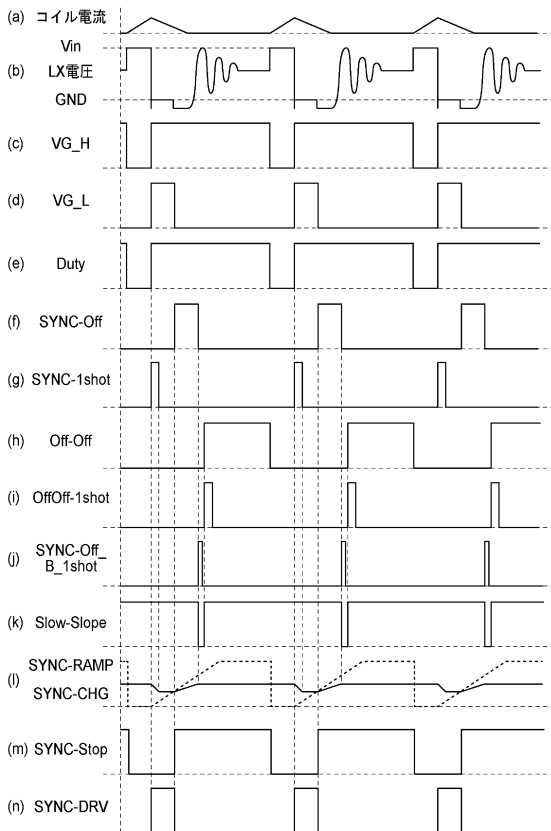 (a) コイル電流
Vin
(b) LX電圧
GND
(c) VG_H
(d) VG_L
(e) Duty
(f) SYNC-Off
(g) SYNC-1shot
(h) Off-Off
(i) OffOff-1shot
(j) SYNC-Off_
B_1shot
(k) Slow-Slope
SYNC-RAMP
(l)
SYNC-CHG
(m) SYNC-Stop
(n) SYNC-DRV